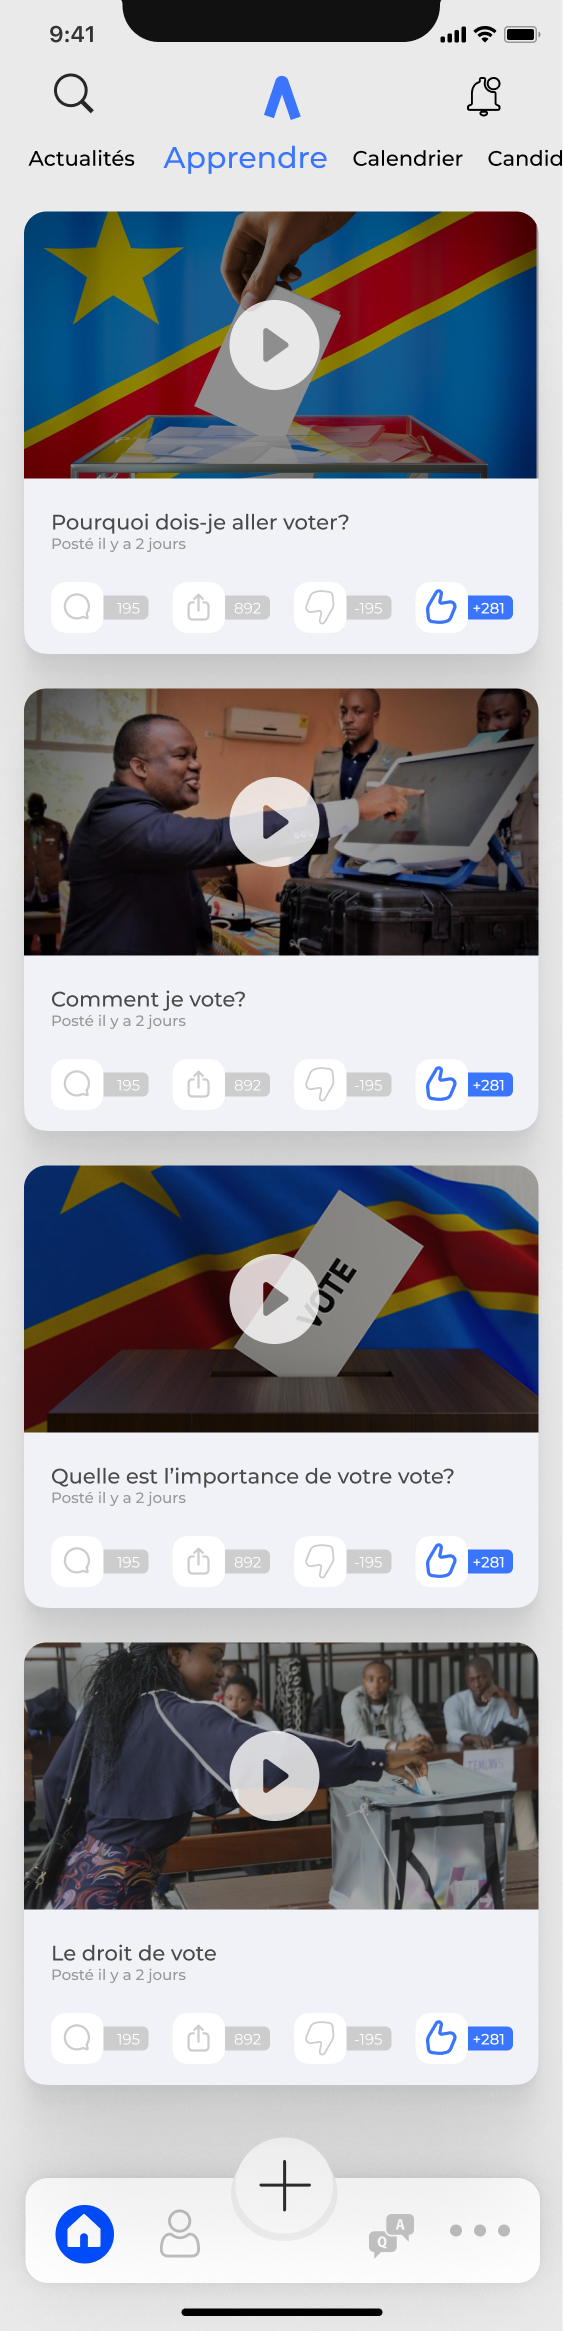 9:41
Actualités Apprendre Calendrier Candid
Pourquoi dois-je aller voter?
Posté il y a 2 jours
195 892 -195 +281
Comment je vote?
Posté il y a 2 jours
195 892 -195 +281
VOTE
Quelle est l’importance de votre vote?
Posté il y a 2 jours
195 892 -195 +281
TEMOINS
Le droit de vote
Posté il y a 2 jours
195 892 -195 +281
Q A